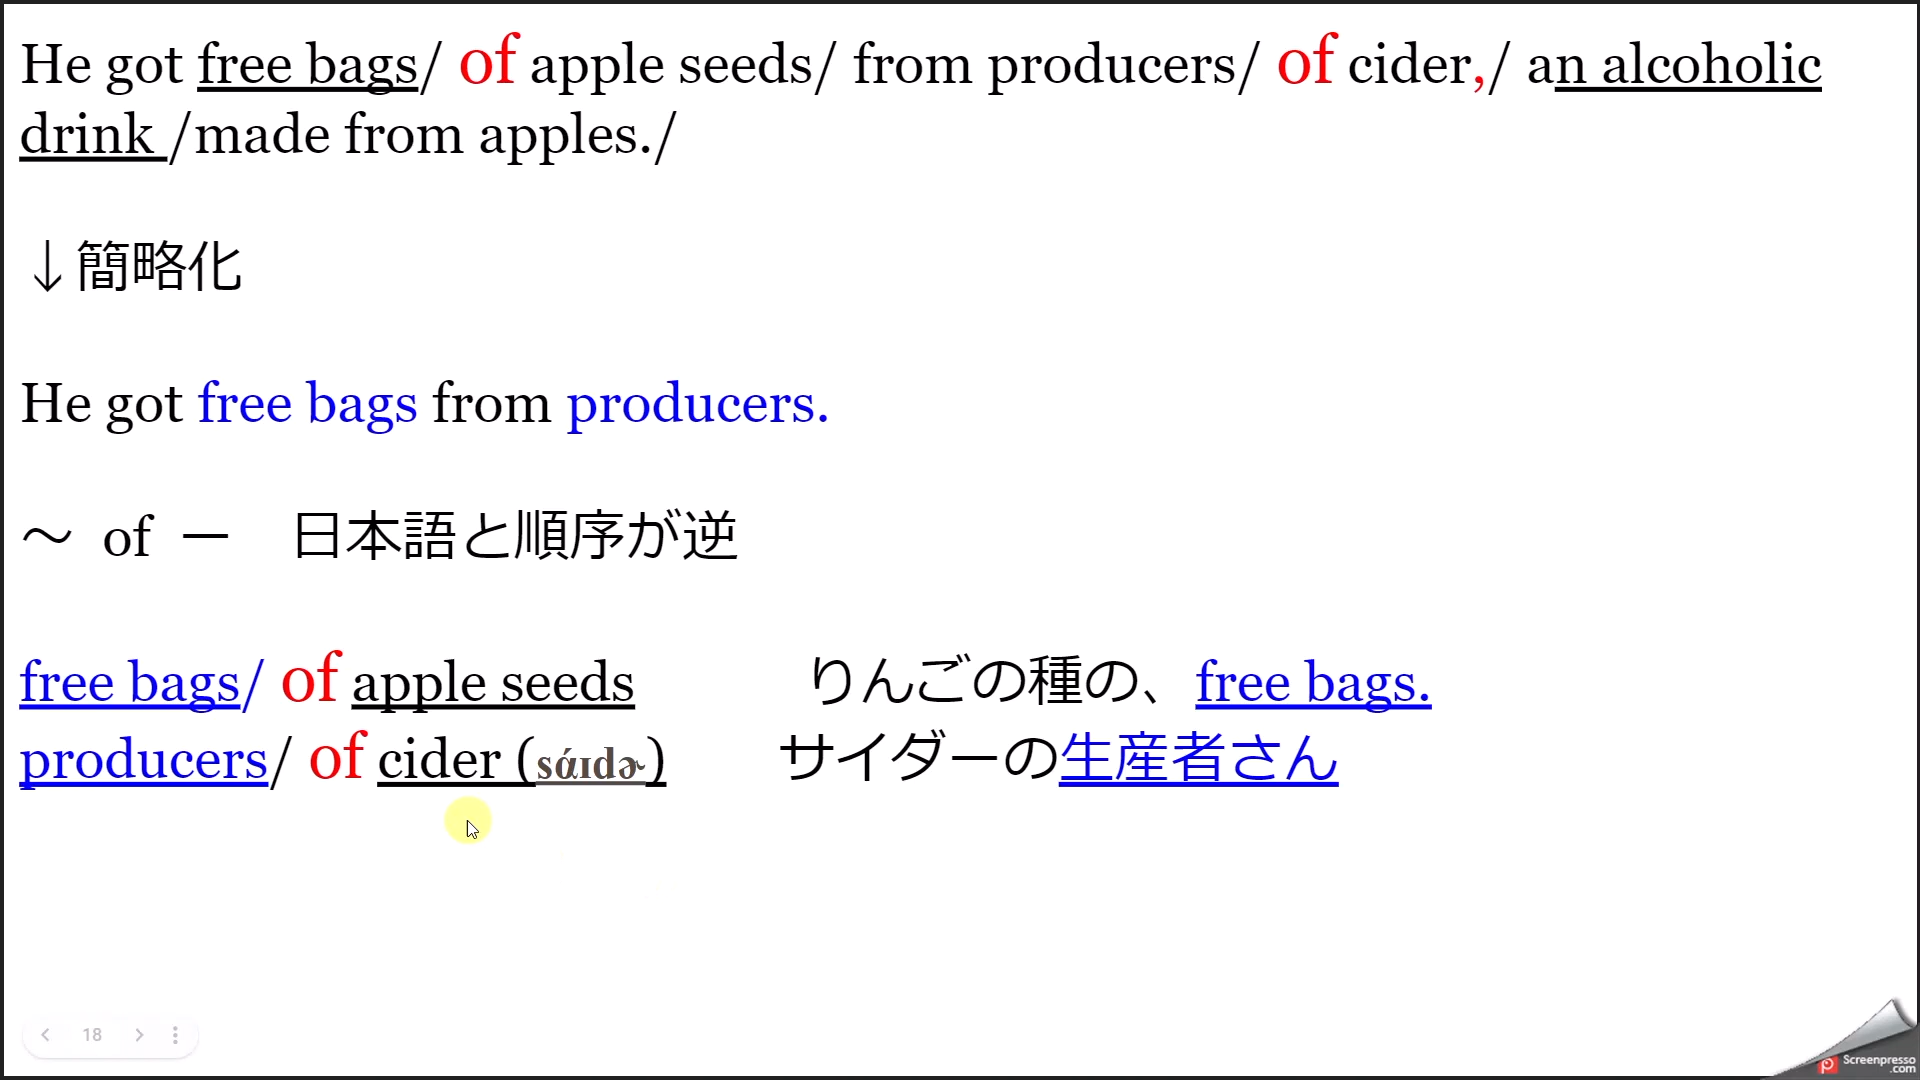 He got free bags/ of apple seeds/ from producers/ of cider,/ an alcoholic
drink /made from apples./
↓簡略化
He got free bags from producers.
～ of ー 日本語と順序が逆
free bags/ of apple seeds りんごの種の、free bags.
producers/ of cider (sάɪdɚ) サイダーの生産者さん
18
Screenpresso
.com